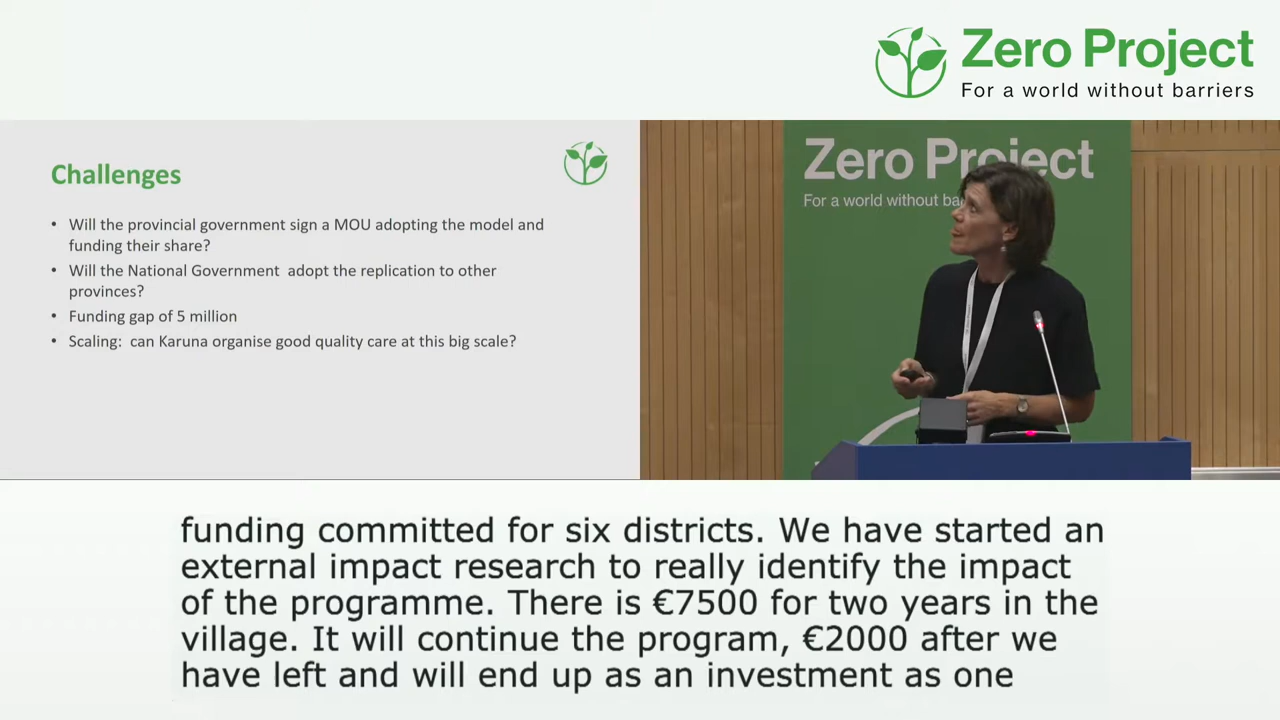 Zero Project
For a world without barriers
Challenges
• Will the provincial government sign a MOU adopting the model and
funding their share?
• Will the National Government  adopt the replication to other
provinces?
• Funding gap of 5 million
• Scaling:  can Karuna organise good quality care at this big scale?
Zero Project
For a world without ba
funding committed for six districts. We have started an
external impact research to really identify the impact
of the programme. There is €7500 for two years in the
village. It will continue the program, €2000 after we
have left and will end up as an investment as one